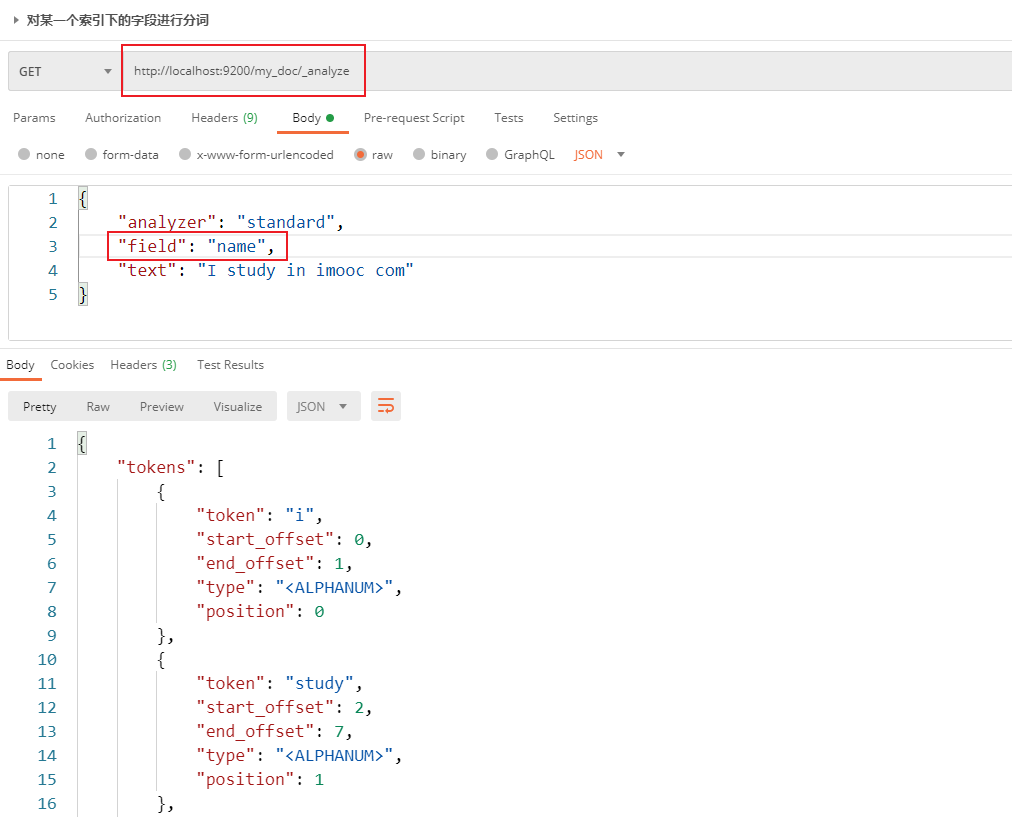 对某一个索引下的字段进行分词
GET http://localhost:9200/my_doc/_analyze
Params Authorization Headers (9) Body Pre-request Script Tests Settings
none form-data x-www-form-urlencoded raw binary GraphQL JSON
1 {
2 "analyzer": "standard",
3 "field": "name",
4 "text": "I study in imooc com"
5 }
Body Cookies Headers (3) Test Results
Pretty Raw Preview Visualize JSON
1 {
2 "tokens": [
3 {
4 "token": "i",
5 "start_offset": 0,
6 "end_offset": 1,
7 "type": "<ALPHANUM>",
8 "position": 0
9 },
10 {
11 "token": "study",
12 "start_offset": 2,
13 "end_offset": 7,
14 "type": "<ALPHANUM>",
15 "position": 1
16 },